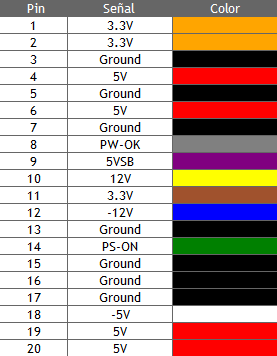 Pin Señal Color
1 3.3V
2 3.3V
3 Ground
4 5V
5 Ground
6 5V
7 Ground
8 PW-OK
9 5VSB
10 12V
11 3.3V
12 -12V
13 Ground
14 PS-ON
15 Ground
16 Ground
17 Ground
18 -5V
19 5V
20 5V